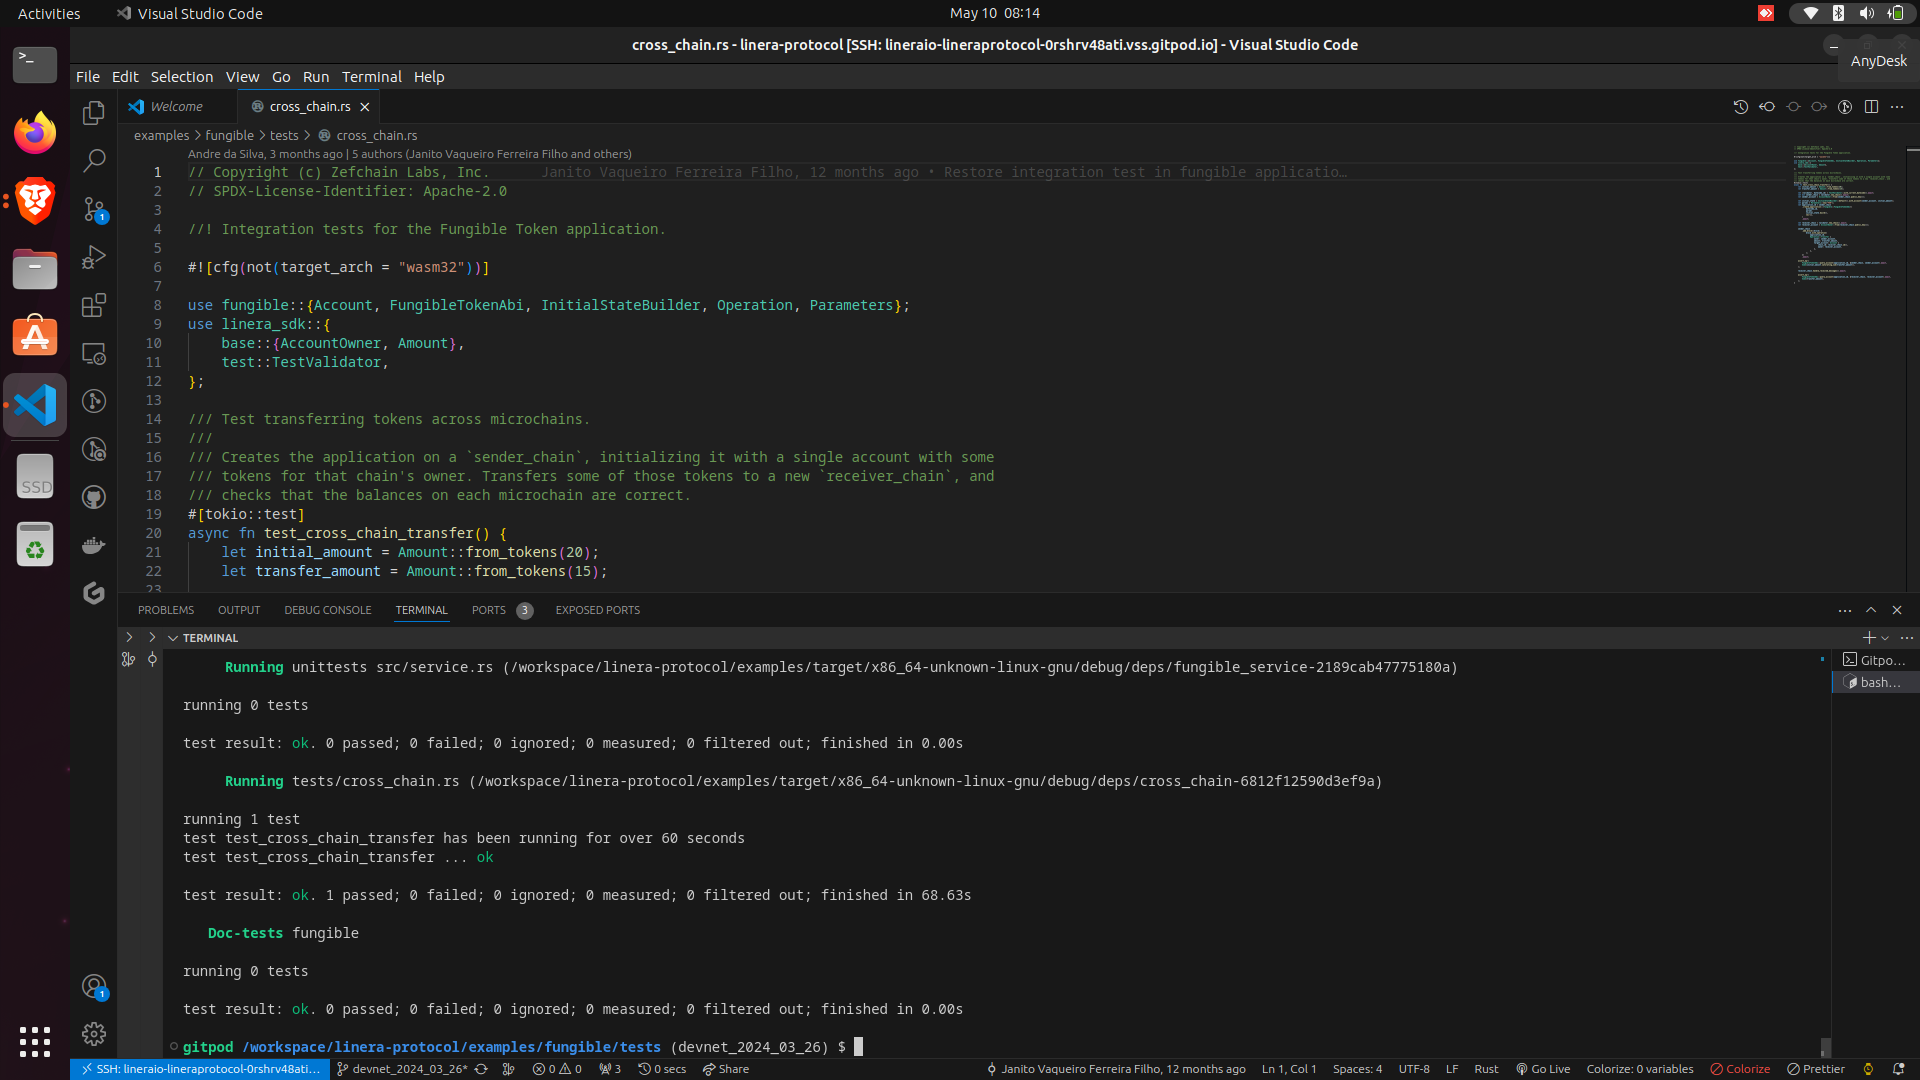 Activities
Visual Studio Code
May 10 08:14
cross_chain.rs - linera-protocol [SSH: lineraio-lineraprotocol-0rshrv48ati.vss.gitpod.io] - Visual Studio Code
AnyDesk
File Edit Selection View Go Run Terminal Help
Welcome
cross_chain.rs
examples > fungible > tests > cross_chain.rs
Andre da Silva, 3 months ago | 5 authors (Janito Vaqueiro Ferreira Filho and others)
1 // Copyright (c) Zefchain Labs, Inc. Janito Vaqueiro Ferreira Filho, 12 months ago • Restore integration test in fungible applicatio…
2 // SPDX-License-Identifier: Apache-2.0
3
4 //! Integration tests for the Fungible Token application.
5
6 #![cfg(not(target_arch = "wasm32"))]
7
8 use fungible::{Account, FungibleTokenAbi, InitialStateBuilder, Operation, Parameters};
9 use linera_sdk::{
10 base::{AccountOwner, Amount},
11 test::TestValidator,
12 };
13
14 /// Test transferring tokens across microchains.
15 ///
16 /// Creates the application on a `sender_chain`, initializing it with a single account with some
17 /// tokens for that chain's owner. Transfers some of those tokens to a new `receiver_chain`, and
18 /// checks that the balances on each microchain are correct.
19 #[tokio::test]
20 async fn test_cross_chain_transfer() {
21 let initial_amount = Amount::from_tokens(20);
22 let transfer_amount = Amount::from_tokens(15);
23
PROBLEMS OUTPUT DEBUG CONSOLE TERMINAL PORTS 3 EXPOSED PORTS
TERMINAL
Running unittests src/service.rs (/workspace/linera-protocol/examples/target/x86_64-unknown-linux-gnu/debug/deps/fungible_service-2189cab47775180a)
running 0 tests
test result: ok. 0 passed; 0 failed; 0 ignored; 0 measured; 0 filtered out; finished in 0.00s
Running tests/cross_chain.rs (/workspace/linera-protocol/examples/target/x86_64-unknown-linux-gnu/debug/deps/cross_chain-6812f12590d3ef9a)
running 1 test
test test_cross_chain_transfer has been running for over 60 seconds
test test_cross_chain_transfer ... ok
test result: ok. 1 passed; 0 failed; 0 ignored; 0 measured; 0 filtered out; finished in 68.63s
Doc-tests fungible
running 0 tests
test result: ok. 0 passed; 0 failed; 0 ignored; 0 measured; 0 filtered out; finished in 0.00s
gitpod /workspace/linera-protocol/examples/fungible/tests (devnet_2024_03_26) $
Gitpo…
bash…
SSD
1
1
SSH: lineraio-lineraprotocol-0rshrv48ati… devnet_2024_03_26* 0 0 3 0 secs Share Janito Vaqueiro Ferreira Filho, 12 months ago Ln 1, Col 1 Spaces: 4 UTF-8 LF Rust Go Live Colorize: 0 variables Colorize Prettier